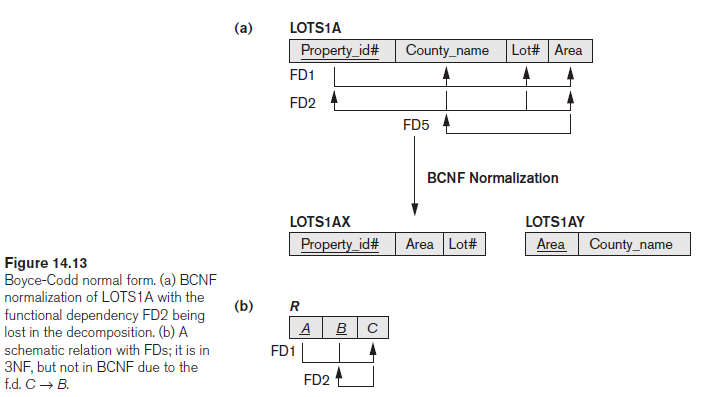 (a)
LOTS1A
Property_id# County_name Lot# Area
FD1
FD2
FD5
BCNF Normalization
LOTS1AX
Property_id# Area Lot#
LOTS1AY
Area County_name
Figure 14.13
Boyce-Codd normal form. (a) BCNF
normalization of LOTS1A with the
functional dependency FD2 being
lost in the decomposition. (b) A
schematic relation with FDs; it is in
3NF, but not in BCNF due to the
f.d. C → B.
(b)
R
A B C
FD1
FD2